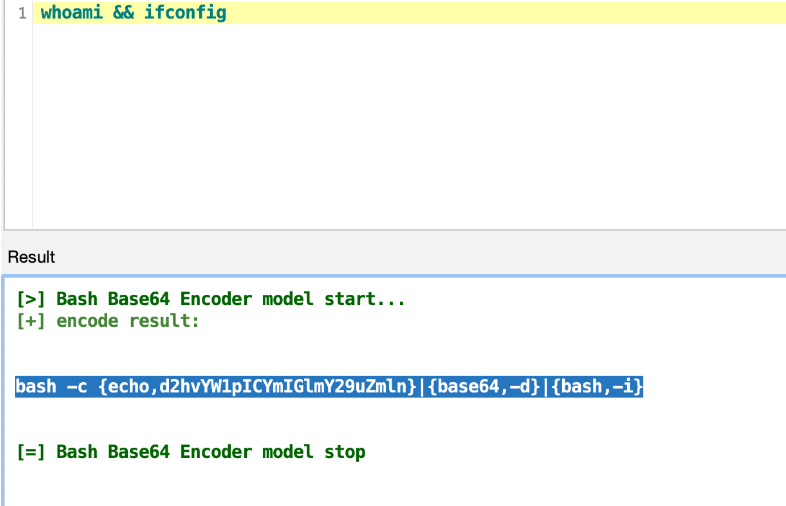 1 whoami && ifconfig
Result
[>] Bash Base64 Encoder model start...
[+] encode result:
bash -c {echo,d2hvYW1pICYmIGlmY29uZmln}|{base64,-d}|{bash,-i}
[=] Bash Base64 Encoder model stop